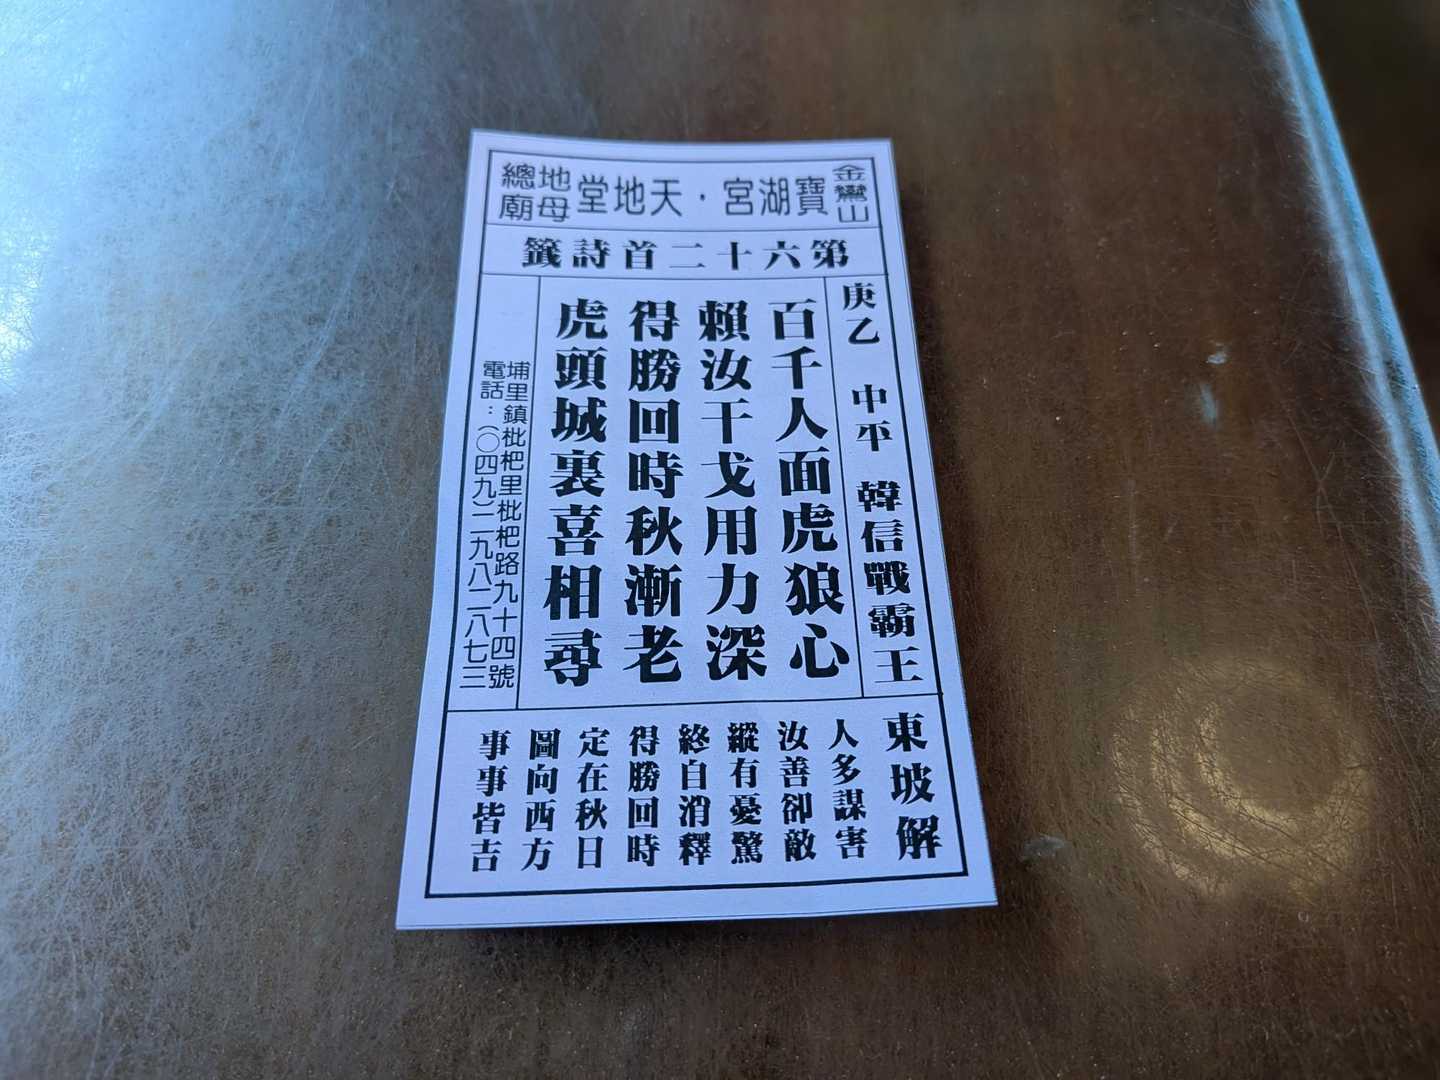 金鑾山
寶湖宮．天地堂
地母
總廟
第六十二首詩籤
庚乙 中平 韓信戰霸王
百千人面虎狼心
賴汝干戈用力深
得勝回時秋漸老
虎頭城裏喜相尋
埔里鎮枇杷里枇杷路九十四號
電話：（〇四九）二九八二八七三
東坡解
人多謀害
汝善卻敵
縱有憂驚
終自消釋
得勝回時
定在秋日
圖向西方
事事皆吉